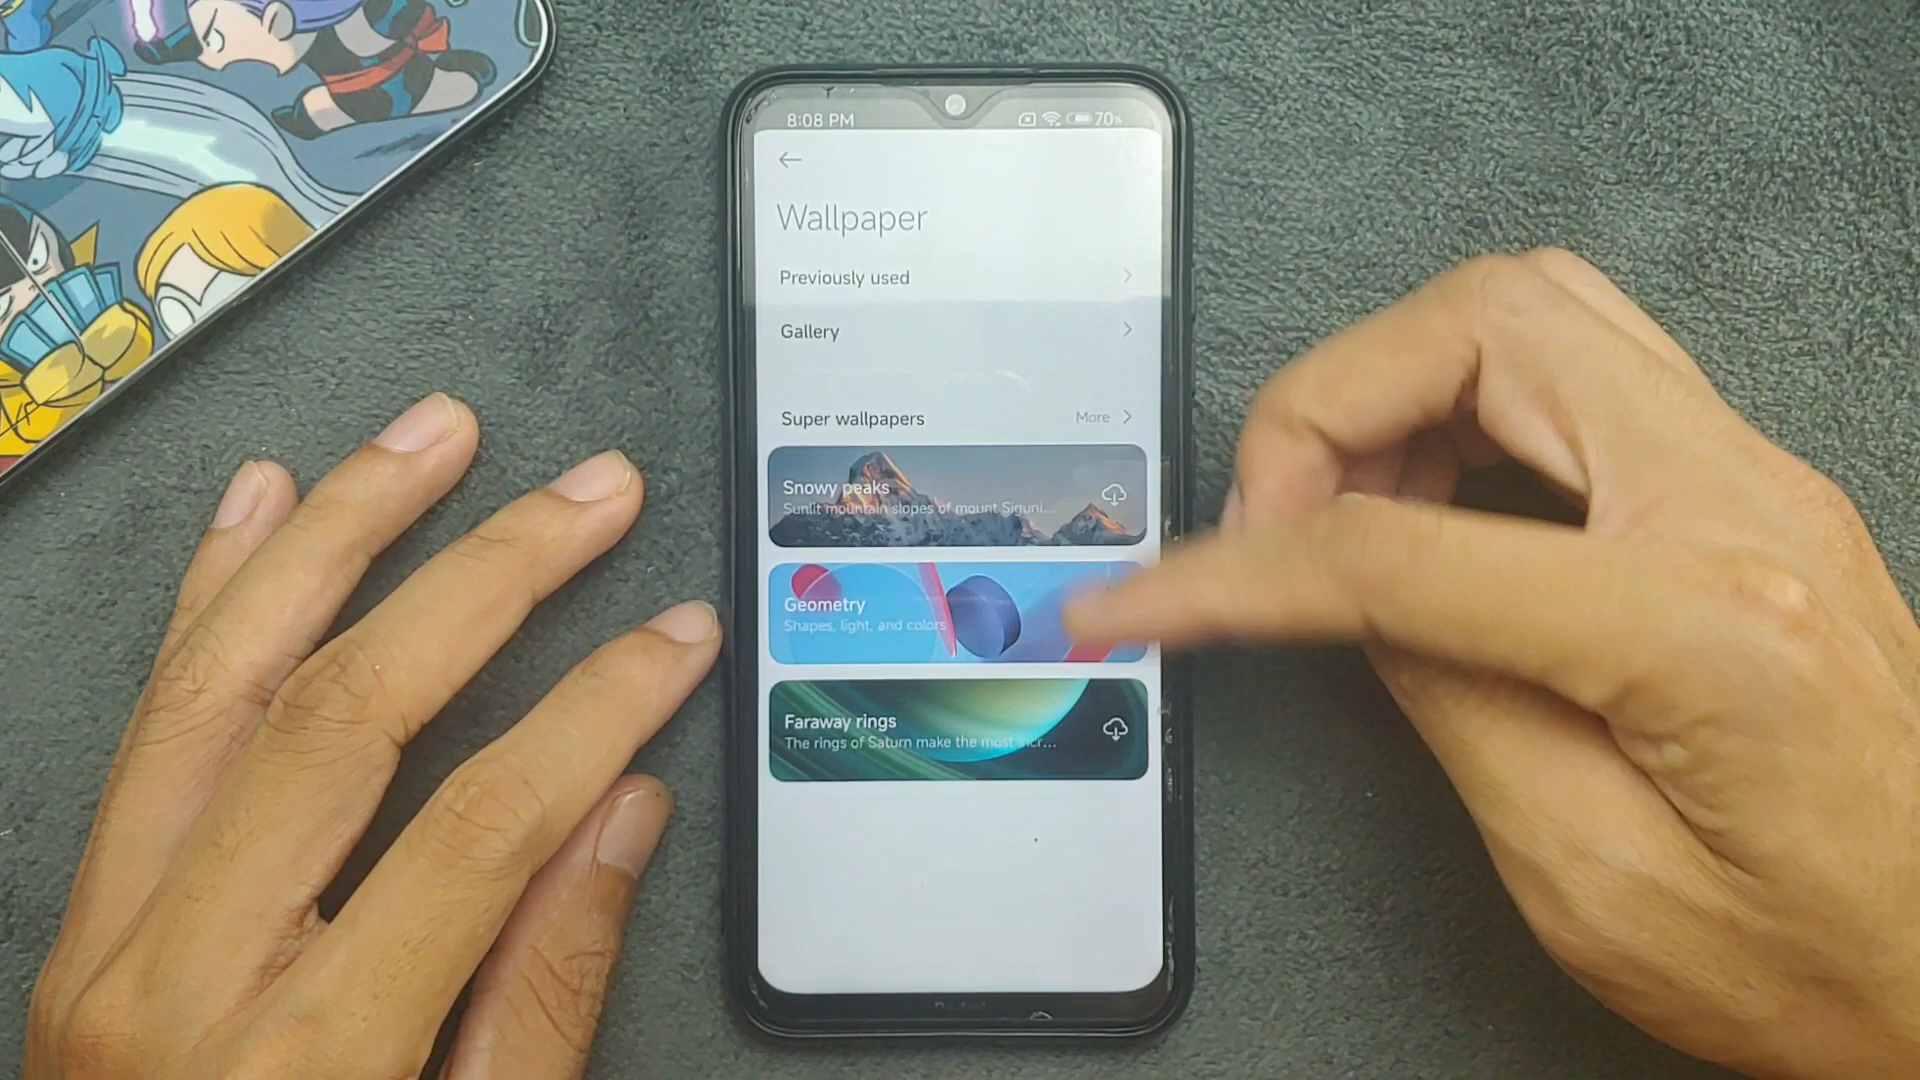 8:08 PM
70%
Wallpaper
Previously used
Gallery
Super wallpapers
More
Snowy peaks
Sunlit mountain slopes of mount Siguni...
Geometry
Shapes, light, and colors
Faraway rings
The rings of Saturn make the most incr...